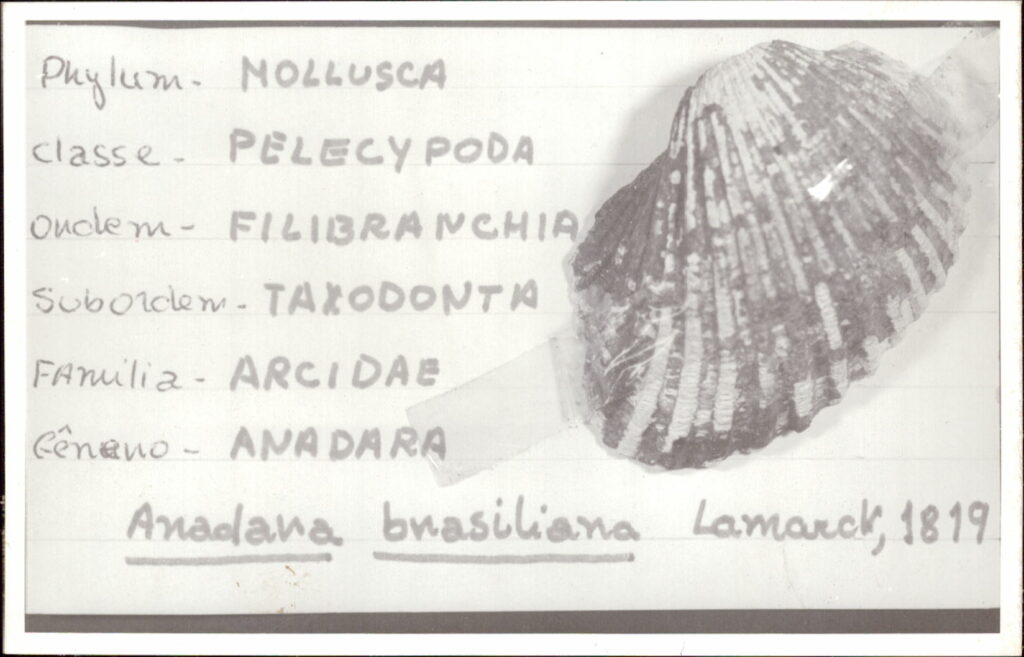 Phylum - MOLLUSCA
classe - PELECYPODA
ordem - FILIBRANCHIA
Subordem - TAXODONTA
FAmilia - ARCIDAE
Gênero - ANADARA
Anadara brasiliana Lamarck, 1819